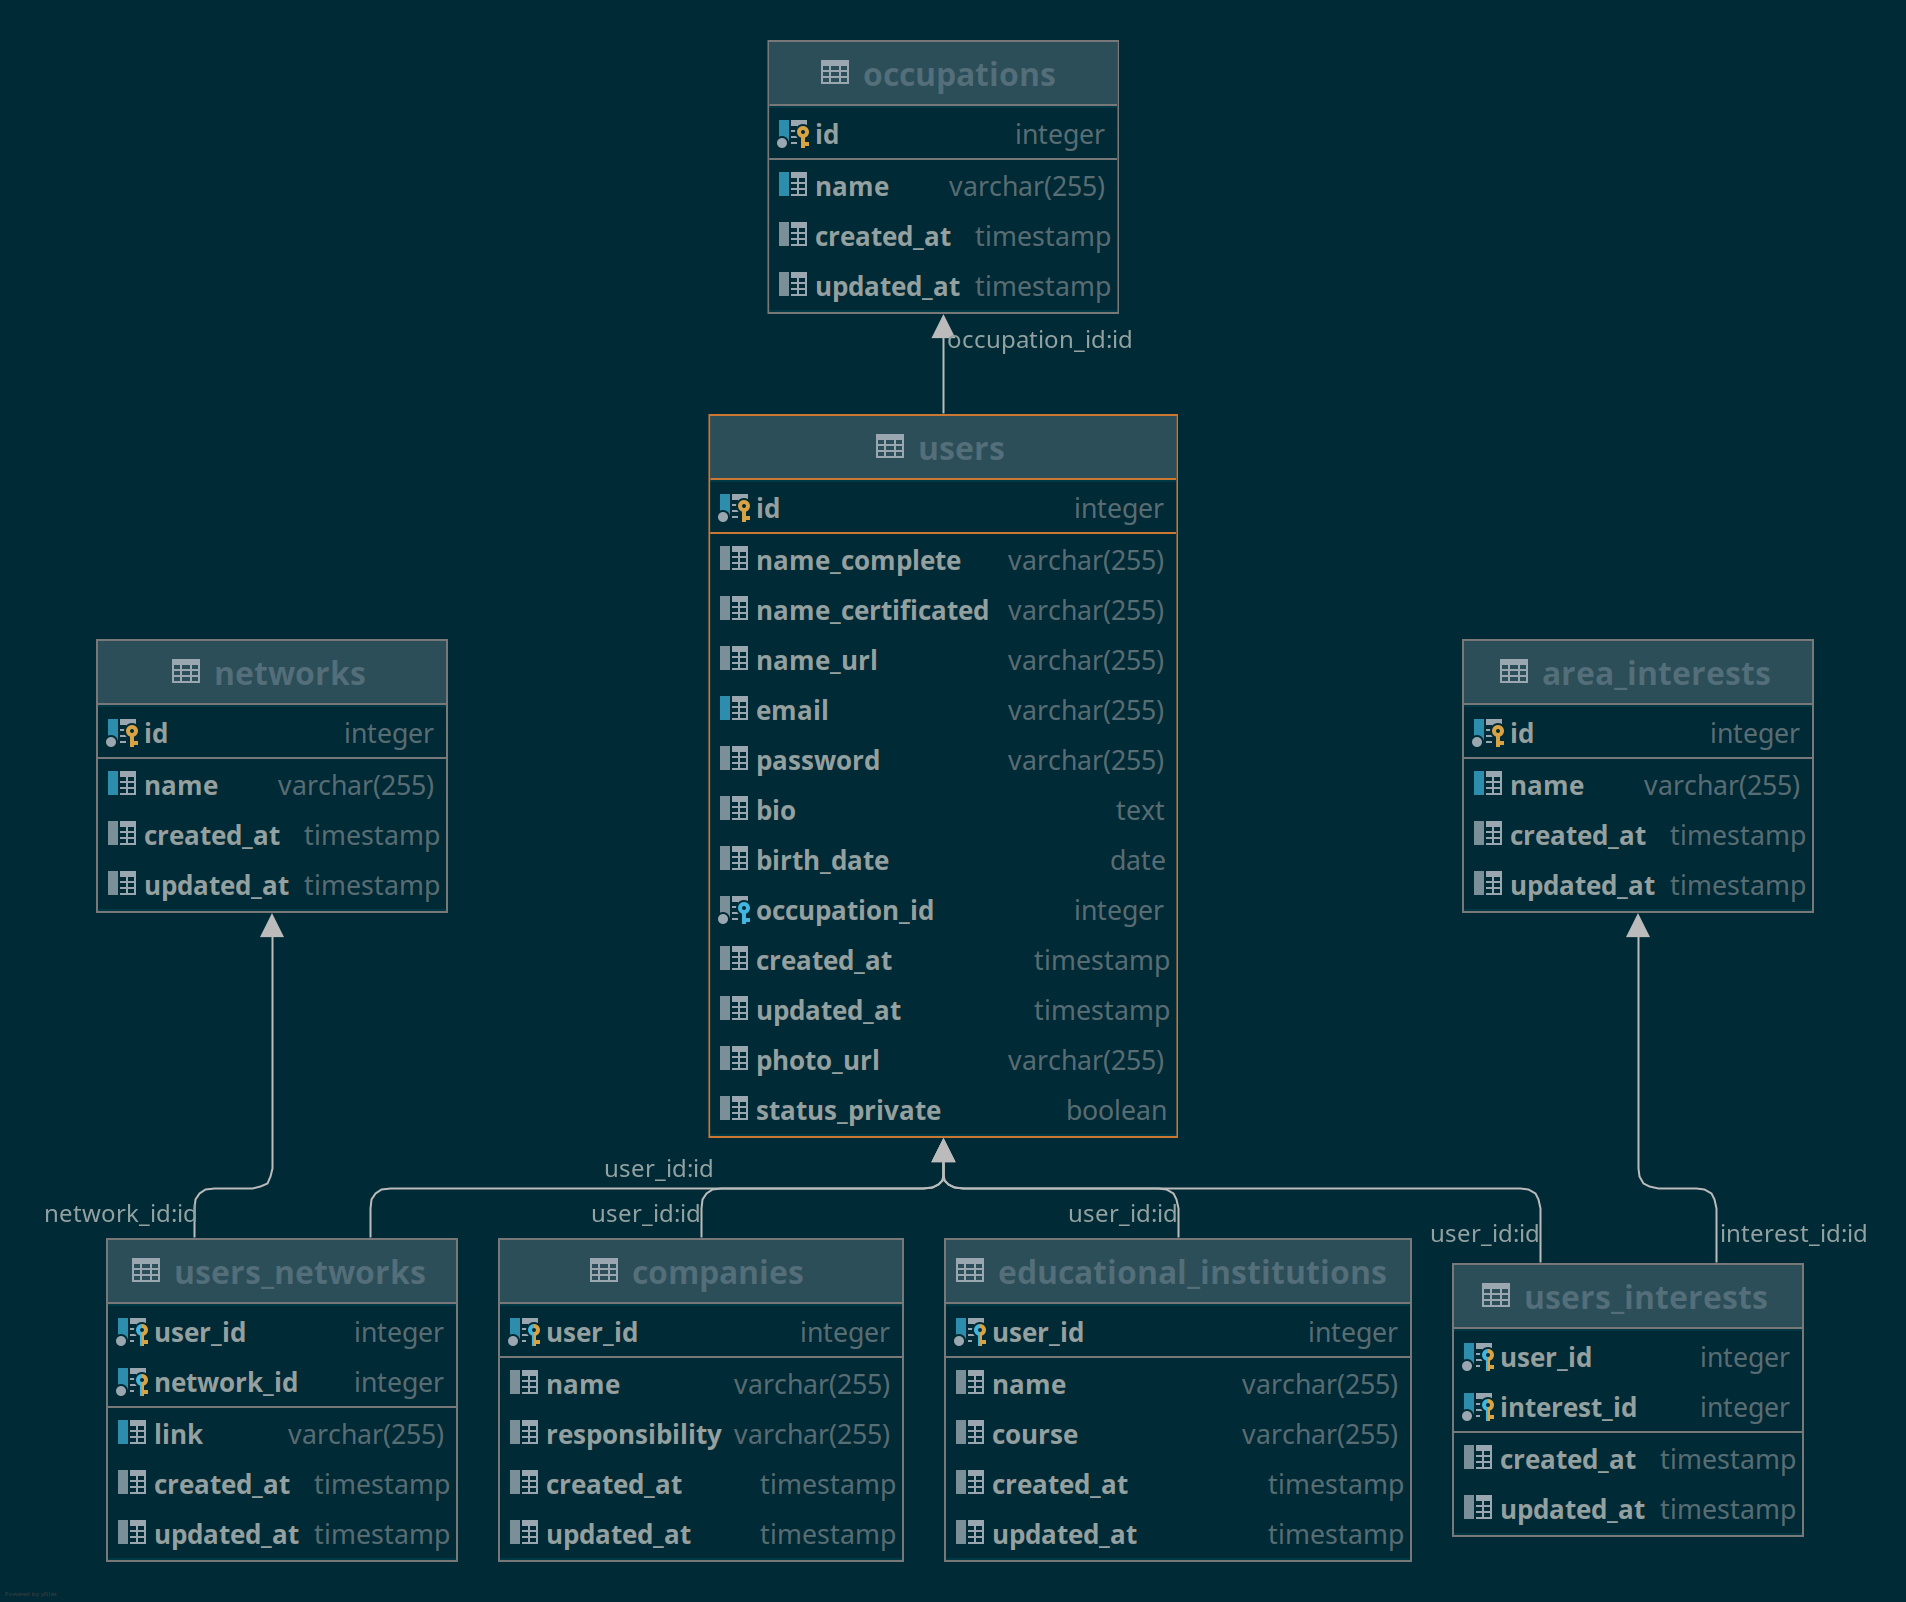 occupations
id integer
name varchar(255)
created_at timestamp
updated_at timestamp
occupation_id:id
users
id integer
name_complete varchar(255)
name_certificated varchar(255)
name_url varchar(255)
email varchar(255)
password varchar(255)
bio text
birth_date date
occupation_id integer
created_at timestamp
updated_at timestamp
photo_url varchar(255)
status_private boolean
networks
id integer
name varchar(255)
created_at timestamp
updated_at timestamp
area_interests
id integer
name varchar(255)
created_at timestamp
updated_at timestamp
user_id:id
network_id:id
user_id:id
user_id:id
user_id:id
interest_id:id
users_networks
user_id integer
network_id integer
link varchar(255)
created_at timestamp
updated_at timestamp
companies
user_id integer
name varchar(255)
responsibility varchar(255)
created_at timestamp
updated_at timestamp
educational_institutions
user_id integer
name varchar(255)
course varchar(255)
created_at timestamp
updated_at timestamp
users_interests
user_id integer
interest_id integer
created_at timestamp
updated_at timestamp
Powered by yFiles